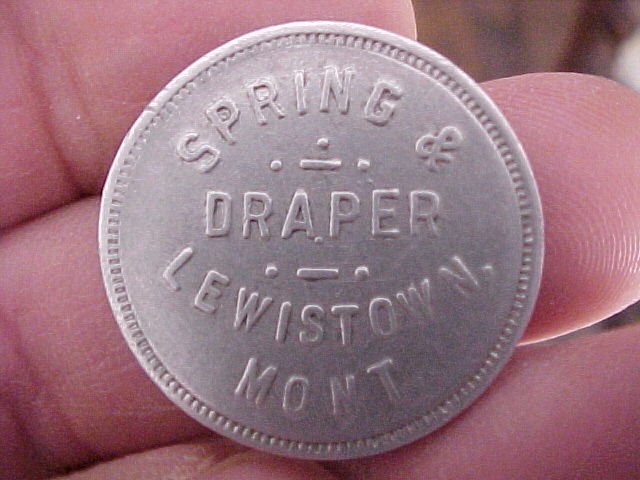 SPRING &
DRAPER
LEWISTOWN,
MONT